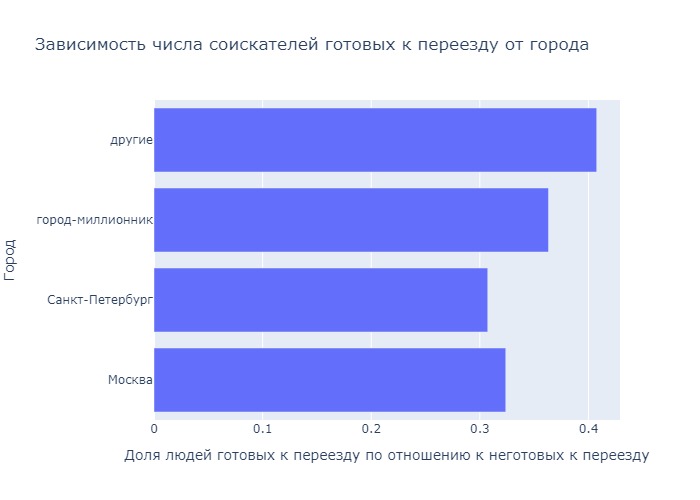 Зависимость числа соискателей готовых к переезду от города
Город
другие
город-миллионник
Санкт-Петербург
Москва
0 0.1 0.2 0.3 0.4
Доля людей готовых к переезду по отношению к неготовых к переезду